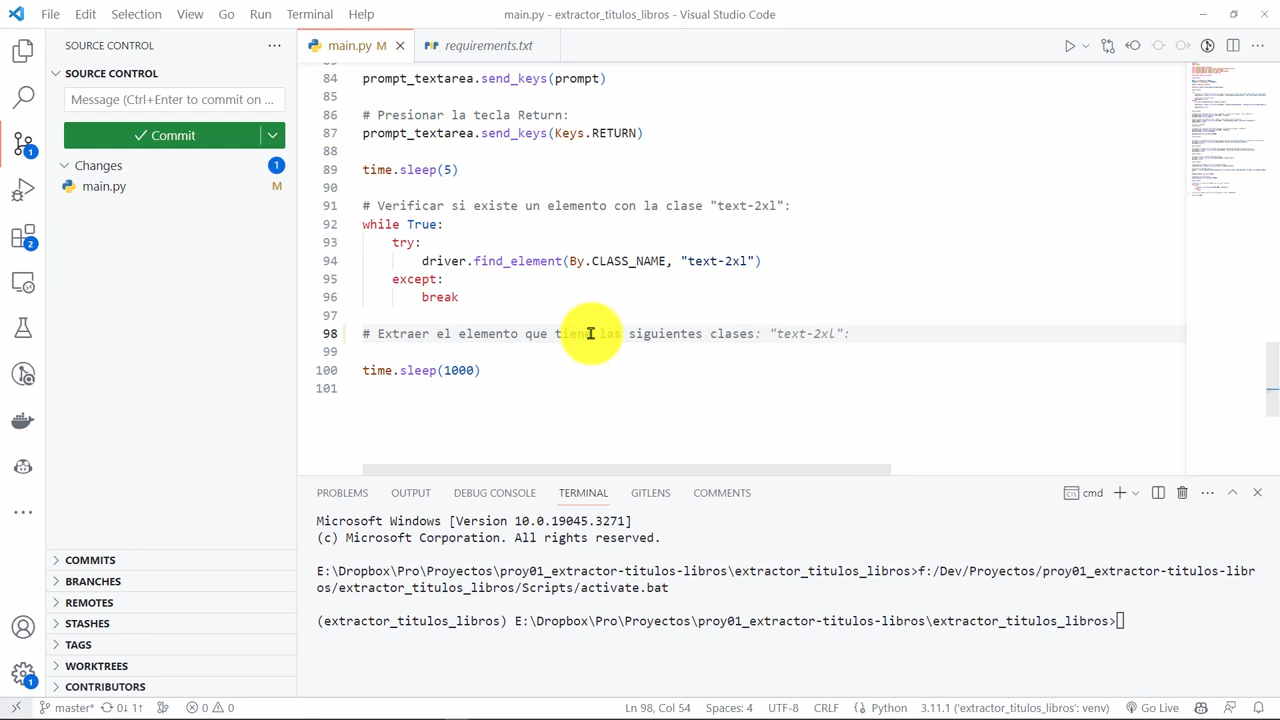 File Edit Selection View Go Run Terminal Help
main.py - extractor_titulos_libros - Visual Studio Code
SOURCE CONTROL
main.py M
requirements.txt
SOURCE CONTROL
Message (Ctrl+Enter to commit on ...
Commit
Changes 1
main.py M
84 prompt_textarea.send_keys(prom
85
86
87 prompt_textarea.send_keys(Keys.
88
89 time.sleep(5)
90
91 # Verificar si existe un elemento con clase "text-2xl":
92 while True:
93 try:
94 driver.find_element(By.CLASS_NAME, "text-2xl")
95 except:
96 break
97
98 # Extraer el elemento que tiene las siguientes clases: "text-2xl":
99
100 time.sleep(1000)
101
PROBLEMS OUTPUT DEBUG CONSOLE TERMINAL GITLENS COMMENTS
cmd
Microsoft Windows [Version 10.0.19045.3271]
(c) Microsoft Corporation. All rights reserved.
E:\Dropbox\Pro\Proyectos\proy01_extractor-titulos-libros\extractor_titulos_libros>f:/Dev/Proyectos/proy01_extractor-titulos-libr
os/extractor_titulos_libros/Scripts/activate.bat
(extractor_titulos_libros) E:\Dropbox\Pro\Proyectos\proy01_extractor-titulos-libros\extractor_titulos_libros>
1
2
1
COMMITS
BRANCHES
REMOTES
STASHES
TAGS
WORKTREES
CONTRIBUTORS
master* 0↓ 1↑ 0 0 Ln 98, Col 54 Spaces: 4 UTF-8 CRLF Python 3.11.1 ('extractor_titulos_libros': venv) Go Live